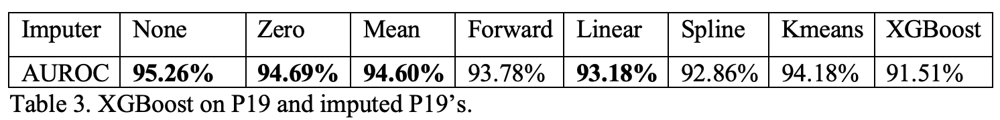 Imputer None Zero Mean Forward Linear Spline Kmeans XGBoost
AUROC 95.26% 94.69% 94.60% 93.78% 93.18% 92.86% 94.18% 91.51%
Table 3. XGBoost on P19 and imputed P19’s.